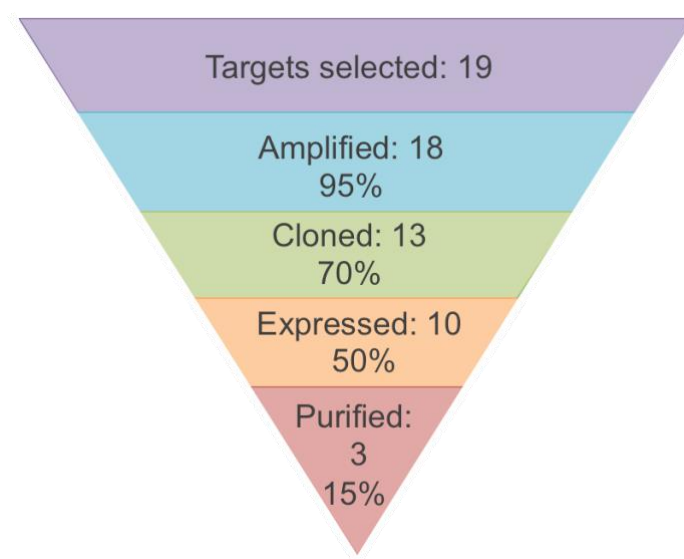 Targets selected: 19
Amplified: 18
95%
Cloned: 13
70%
Expressed: 10
50%
Purified:
3
15%